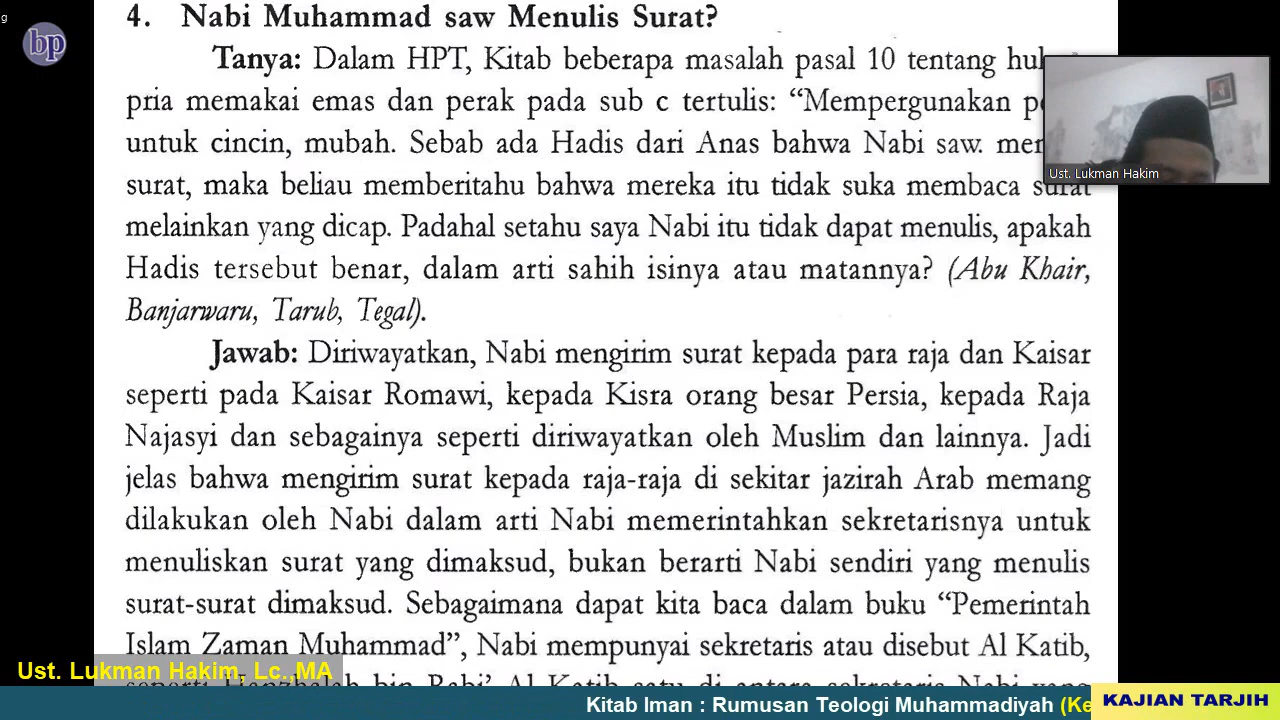 g
bp
4. Nabi Muhammad saw Menulis Surat?
Tanya: Dalam HPT, Kitab beberapa masalah pasal 10 tentang
pria memakai emas dan perak pada sub c tertulis: “Mempergunakan
untuk cincin, mubah. Sebab ada Hadis dari Anas bahwa Nabi saw.
surat, maka beliau memberitahu bahwa mereka itu tidak suka membaca surat
melainkan yang dicap. Padahal setahu saya Nabi itu tidak dapat menulis, apakah
Hadis tersebut benar, dalam arti sahih isinya atau matannya? (Abu Khair,
Banjarwaru, Tarub, Tegal).
Jawab: Diriwayatkan, Nabi mengirim surat kepada para raja dan Kaisar
seperti pada Kaisar Romawi, kepada Kisra orang besar Persia, kepada Raja
Najasyi dan sebagainya seperti diriwayatkan oleh Muslim dan lainnya. Jadi
jelas bahwa mengirim surat kepada raja-raja di sekitar jazirah Arab memang
dilakukan oleh Nabi dalam arti Nabi memerintahkan sekretarisnya untuk
menuliskan surat yang dimaksud, bukan berarti Nabi sendiri yang menulis
surat-surat dimaksud. Sebagaimana dapat kita baca dalam buku “Pemerintah
Islam Zaman Muhammad”, Nabi mempunyai sekretaris atau disebut Al Katib,
Ust. Lukman Hakim
Ust. Lukman Hakim, Lc.,MA
Kitab Iman : Rumusan Teologi Muhammadiyah (Ke
KAJIAN TARJIH